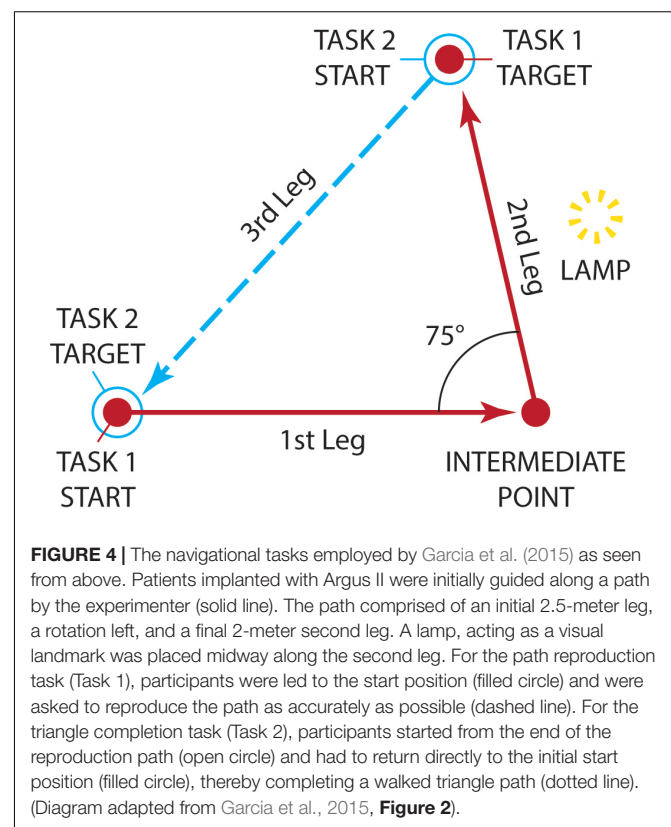 TASK 2 TASK 1
START TARGET
3rd Leg
2nd Leg
LAMP
TASK 2
TARGET
75°
1st Leg
TASK 1
START
INTERMEDIATE
POINT
FIGURE 4 | The navigational tasks employed by Garcia et al. (2015) as seen
from above. Patients implanted with Argus II were initially guided along a path
by the experimenter (solid line). The path comprised of an initial 2.5-meter leg,
a rotation left, and a final 2-meter second leg. A lamp, acting as a visual
landmark was placed midway along the second leg. For the path reproduction
task (Task 1), participants were led to the start position (filled circle) and were
asked to reproduce the path as accurately as possible (dashed line). For the
triangle completion task (Task 2), participants started from the end of the
reproduction path (open circle) and had to return directly to the initial start
position (filled circle), thereby completing a walked triangle path (dotted line).
(Diagram adapted from Garcia et al., 2015, Figure 2).